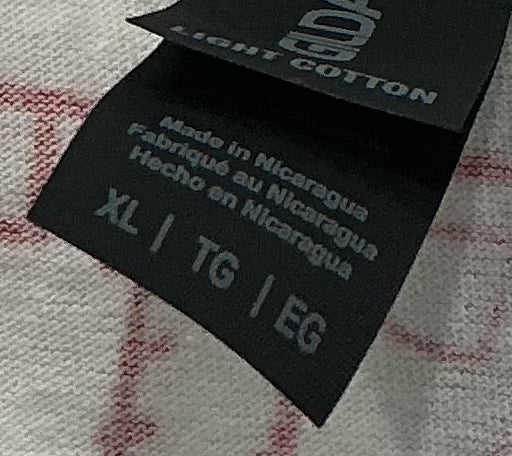 LIGHT COTTON
Made in Nicaragua
Fabriqué au Nicaragua
Hecho en Nicaragua
XL | TG | EG